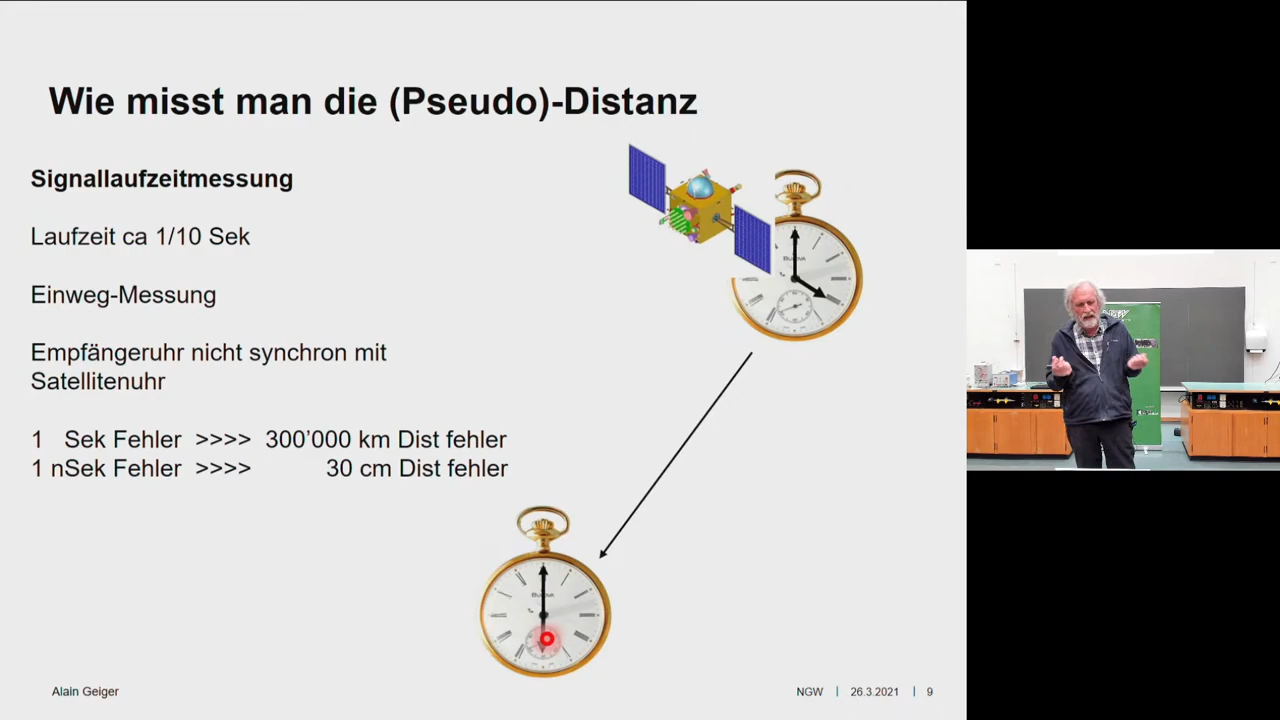 Wie misst man die (Pseudo)-Distanz
Signallaufzeitmessung
Laufzeit ca 1/10 Sek
Einweg-Messung
Empfängeruhr nicht synchron mit
Satellitenuhr
1 Sek Fehler >>>> 300’000 km Dist fehler
1 nSek Fehler >>>> 30 cm Dist fehler
Alain Geiger
NGW | 26.3.2021 | 9